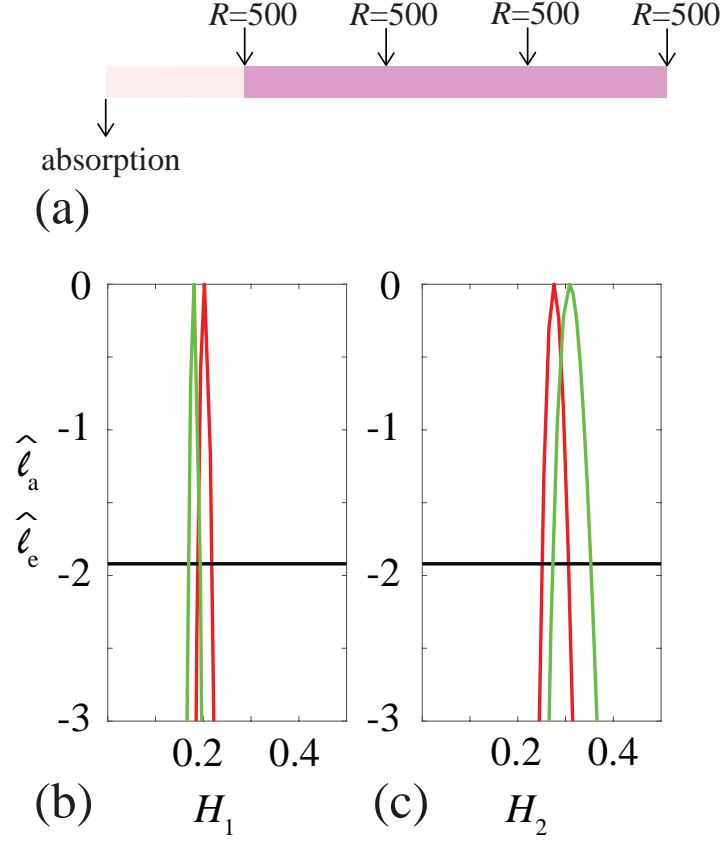 R=500 R=500 R=500 R=500
absorption
(a)
0 0
-1 -1
ℓ̂a
ℓ̂e
-2 -2
-3 -3
0.2 0.4 0.2 0.4
(b) H1 (c) H2